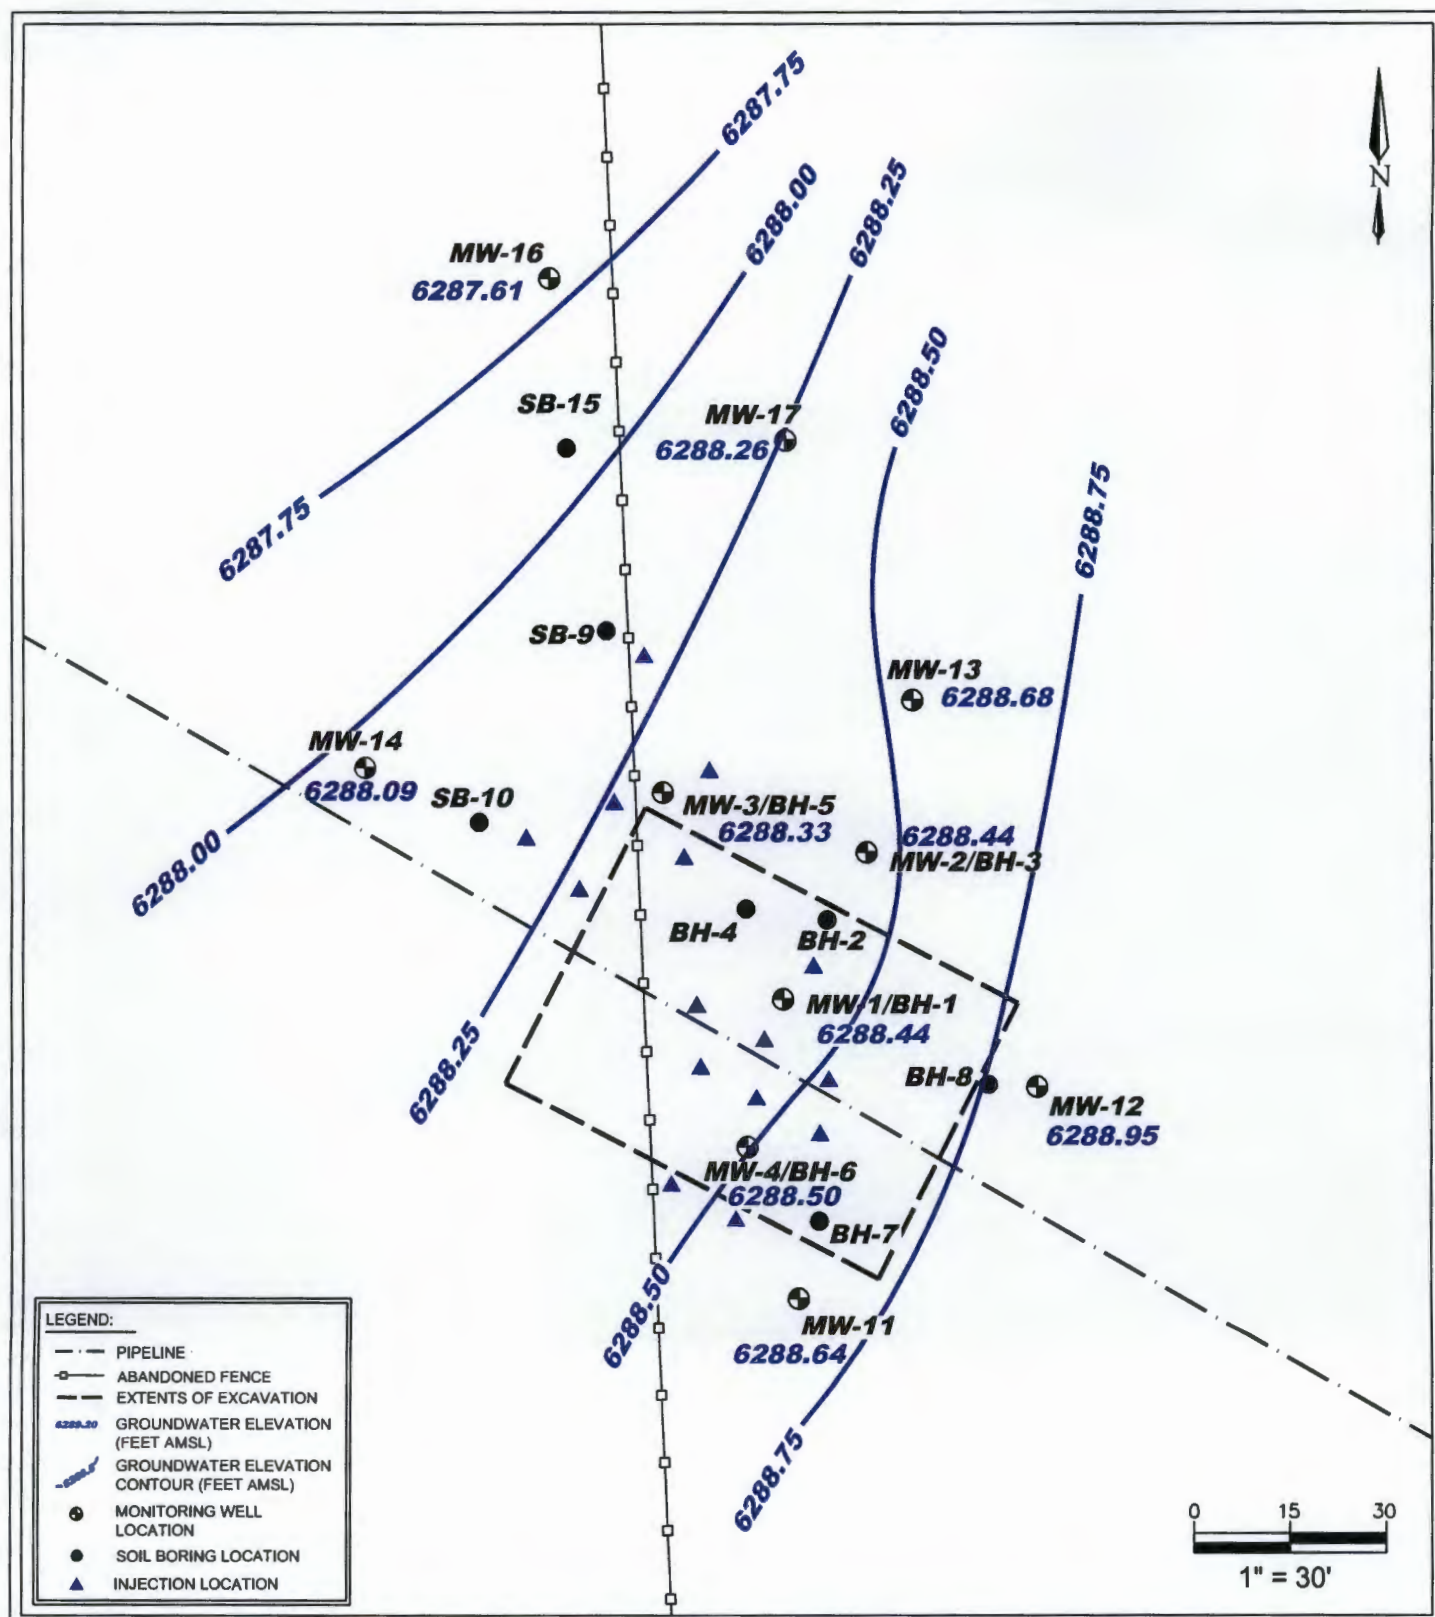 6287.75
6288.00
6288.25
N
MW-16
6287.61
6288.50
SB-15
MW-17
6288.26
6288.75
6287.75
SB-9
MW-13
6288.68
MW-14
6288.09
SB-10
MW-3/BH-5
6288.33
6288.44
MW-2/BH-3
6288.00
BH-4
BH-2
MW-1/BH-1
6288.44
6288.25
BH-8
MW-12
6288.95
MW-4/BH-6
6288.50
BH-7
6288.50
MW-11
6288.64
6288.75
LEGEND:
PIPELINE
ABANDONED FENCE
EXTENTS OF EXCAVATION
6289.20 GROUNDWATER ELEVATION
(FEET AMSL)
GROUNDWATER ELEVATION
CONTOUR (FEET AMSL)
MONITORING WELL
LOCATION
SOIL BORING LOCATION
INJECTION LOCATION
0 15 30
1" = 30'